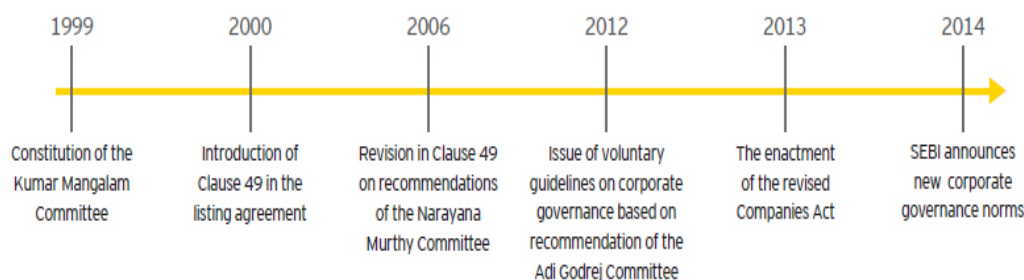 1999
2000
2006
2012
2013
2014
Constitution of the
Kumar Mangalam
Committee
Introduction of
Clause 49 in the
listing agreement
Revision in Clause 49
on recommendations
of the Narayana
Murthy Committee
Issue of voluntary
guidelines on corporate
governance based on
recommendation of the
Adi Godrej Committee
The enactment
of the revised
Companies Act
SEBI announces
new corporate
governance norms